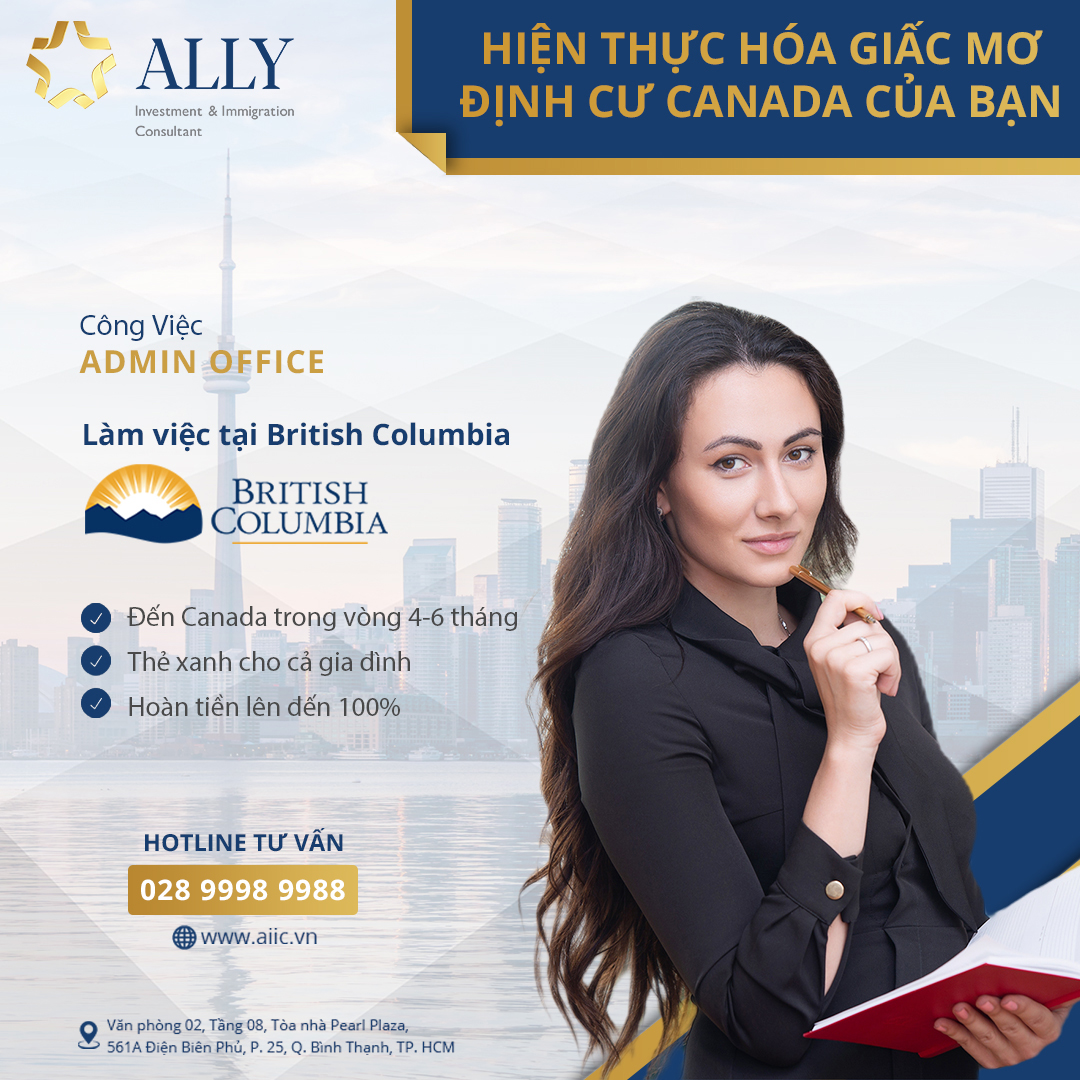 ALLY
Investment & Immigration
Consultant
HIỆN THỰC HÓA GIẤC MƠ
ĐỊNH CƯ CANADA CỦA BẠN
Công Việc
ADMIN OFFICE
Làm việc tại British Columbia
BRITISH
COLUMBIA
Đến Canada trong vòng 4-6 tháng
Thẻ xanh cho cả gia đình
Hoàn tiền lên đến 100%
HOTLINE TƯ VẤN
028 9998 9988
www.aiic.vn
Văn phòng 02, Tầng 08, Tòa nhà Pearl Plaza,
561A Điện Biên Phủ, P. 25, Q. Bình Thạnh, TP. HCM